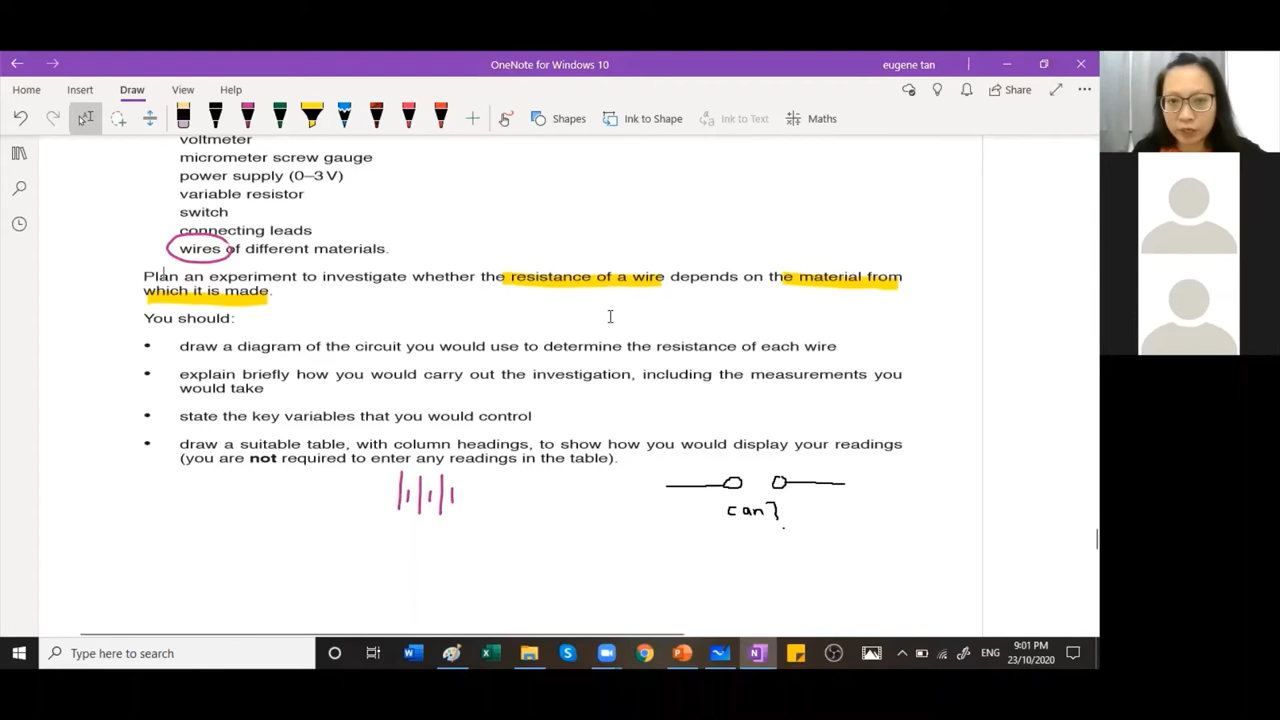 OneNote for Windows 10
eugene tan
Home
Insert
Draw
View
Help
Share
Shapes
Ink to Shape
Ink to Text
Maths
voltmeter
micrometer screw gauge
power supply (0–3 V)
variable resistor
switch
connecting leads
wires of different materials.
Plan an experiment to investigate whether the resistance of a wire depends on the material from
which it is made.
You should:
• draw a diagram of the circuit you would use to determine the resistance of each wire
• explain briefly how you would carry out the investigation, including the measurements you
would take
• state the key variables that you would control
• draw a suitable table, with column headings, to show how you would display your readings
(you are not required to enter any readings in the table).
can?
Type here to search
ENG
9:01 PM
23/10/2020